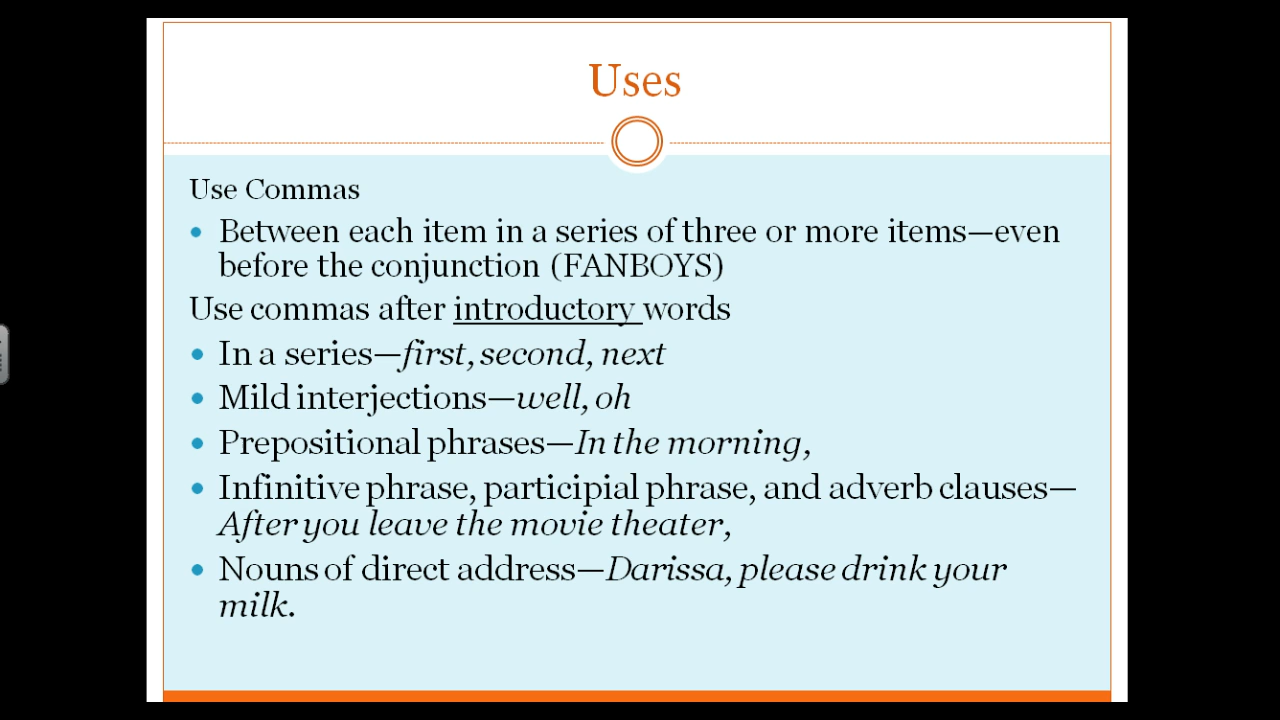 Uses
Use Commas
• Between each item in a series of three or more items—even
before the conjunction (FANBOYS)
Use commas after introductory words
• In a series—first, second, next
• Mild interjections—well, oh
• Prepositional phrases—In the morning,
• Infinitive phrase, participial phrase, and adverb clauses—
After you leave the movie theater,
• Nouns of direct address—Darissa, please drink your
milk.